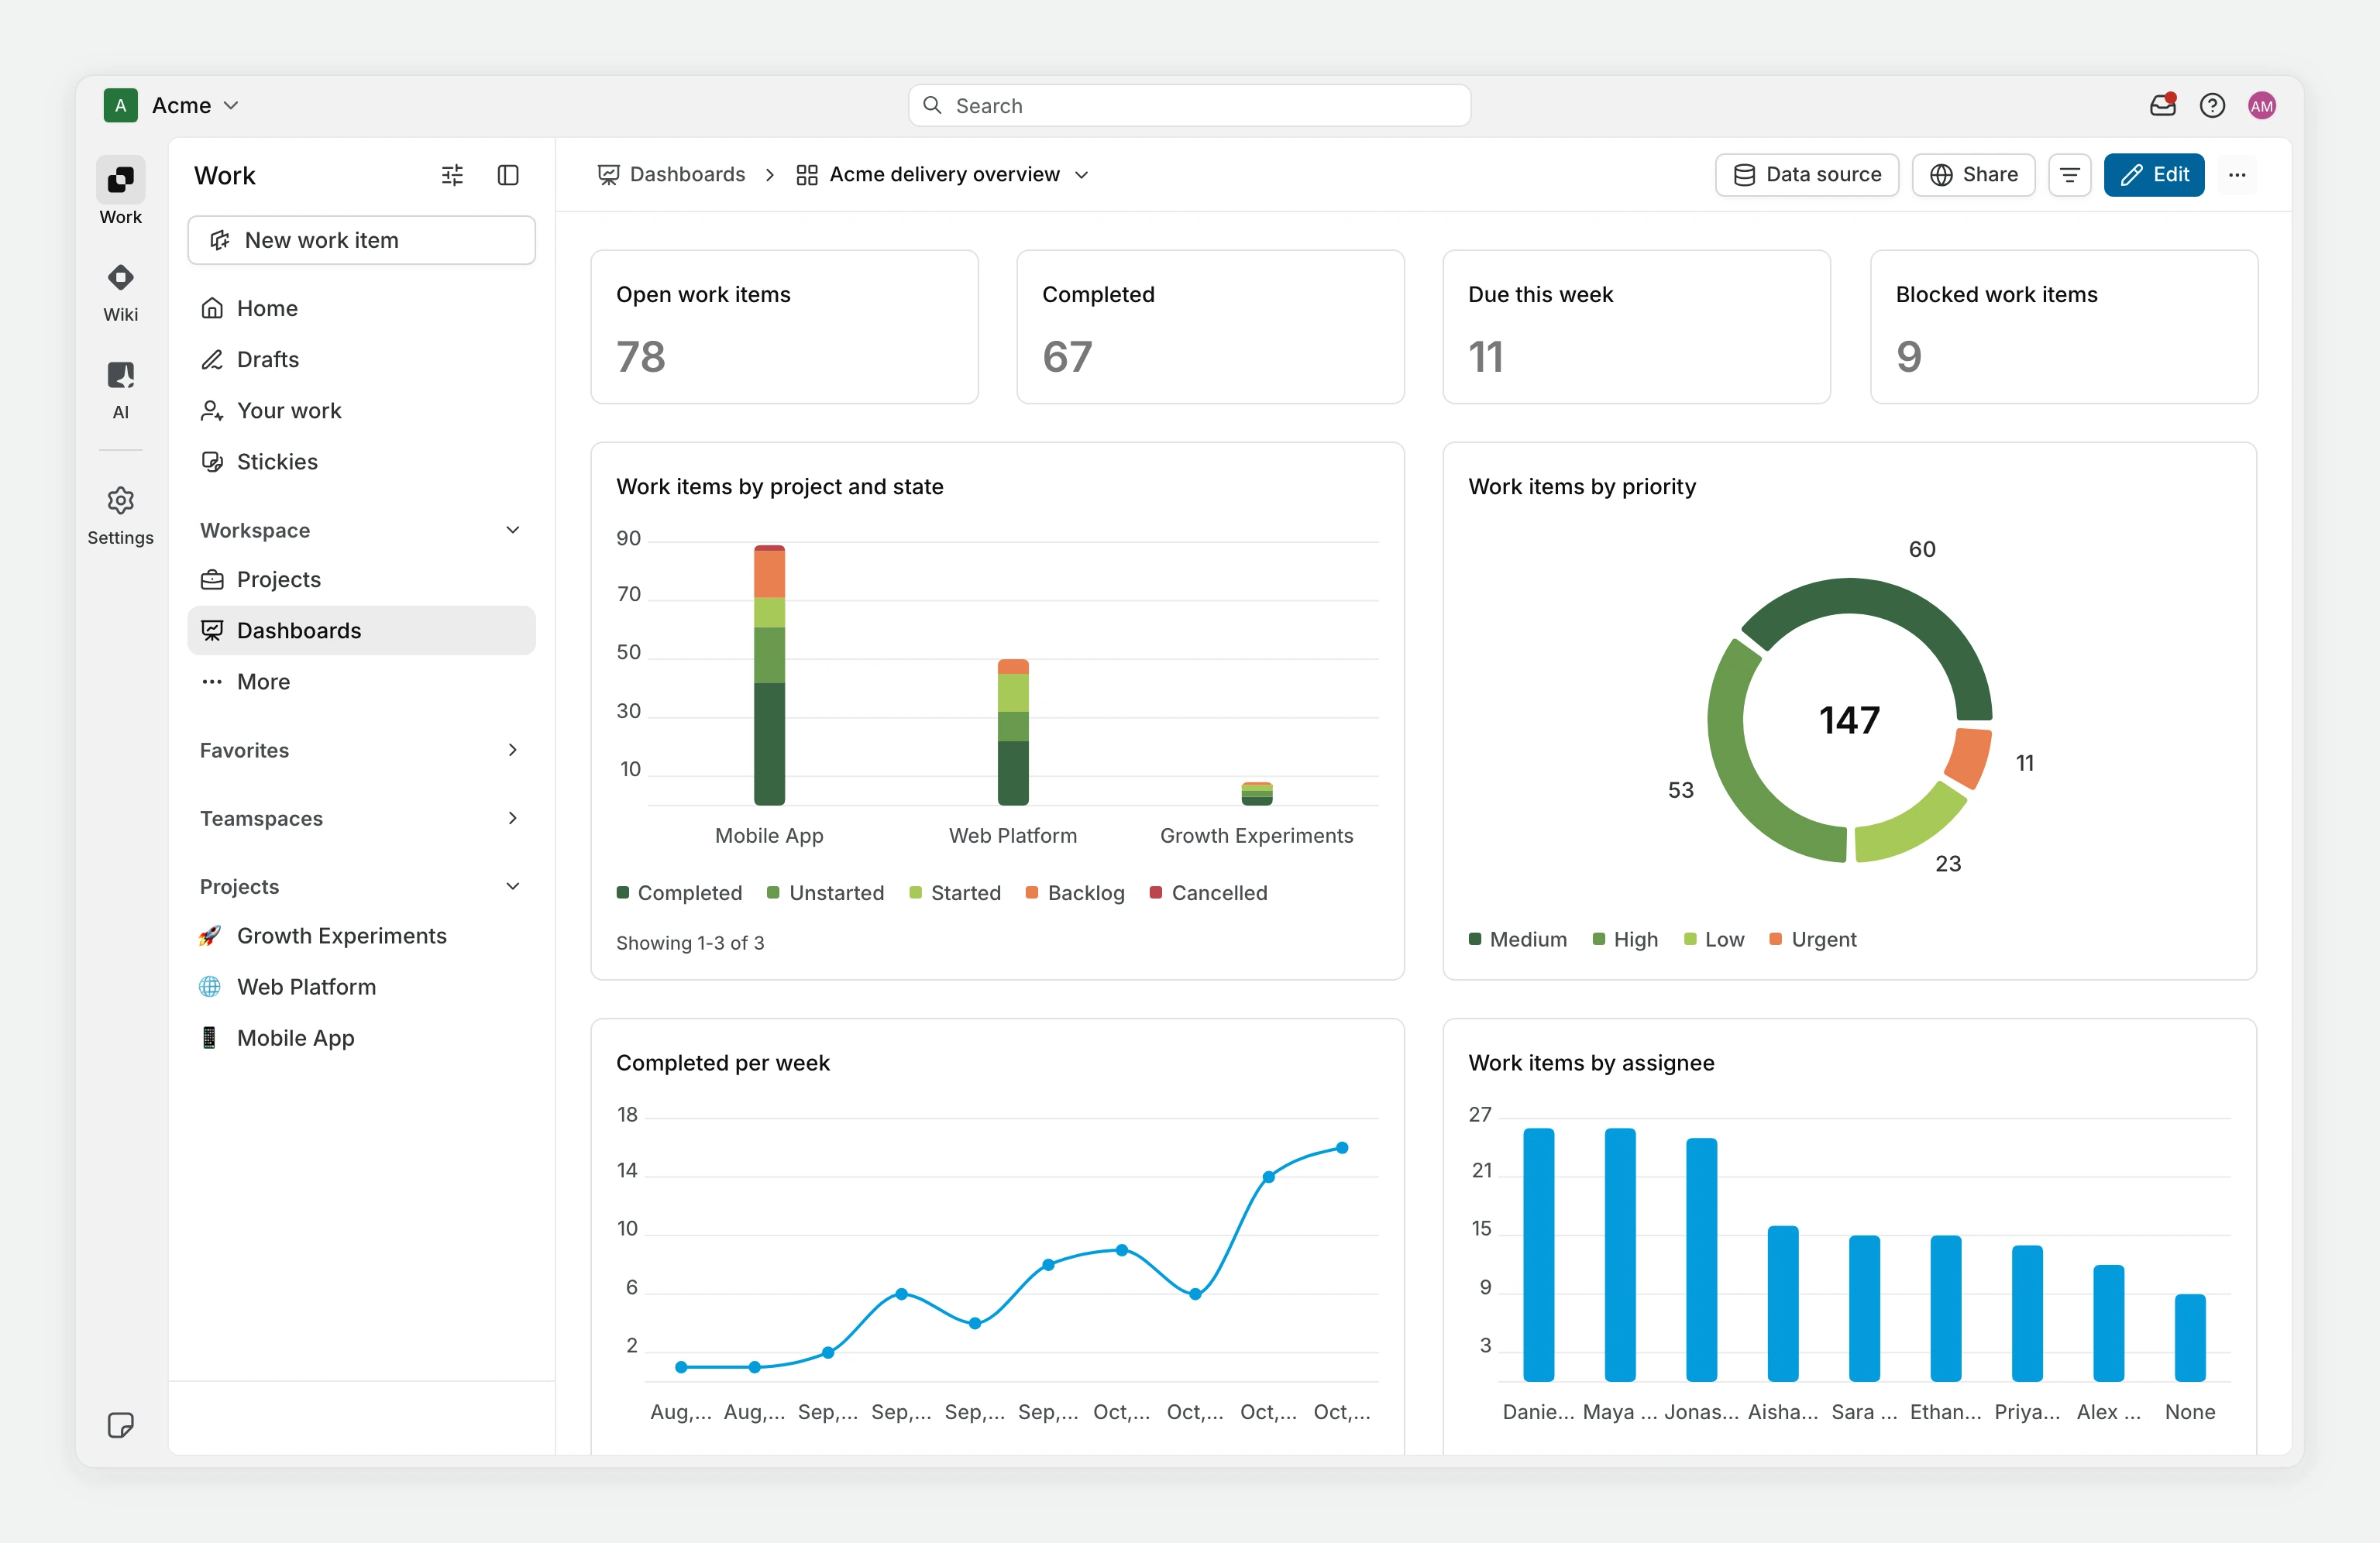 A Acme
Search
AM
Work
Wiki
AI
Settings
Work
New work item
Home
Drafts
Your work
Stickies
Workspace
Projects
Dashboards
More
Favorites
Teamspaces
Projects
Growth Experiments
Web Platform
Mobile App
Dashboards
Acme delivery overview
Data source
Share
Edit
Open work items
78
Completed
67
Due this week
11
Blocked work items
9
Work items by project and state
90
70
50
30
10
Mobile App Web Platform Growth Experiments
Completed Unstarted Started Backlog Cancelled
Showing 1-3 of 3
Work items by priority
60
147
11
53
23
Medium High Low Urgent
Completed per week
18
14
10
6
2
Aug,... Aug,... Sep,... Sep,... Sep,... Sep,... Oct,... Oct,... Oct,... Oct,...
Work items by assignee
27
21
15
9
3
Danie... Maya ... Jonas... Aisha... Sara ... Ethan... Priya... Alex ... None